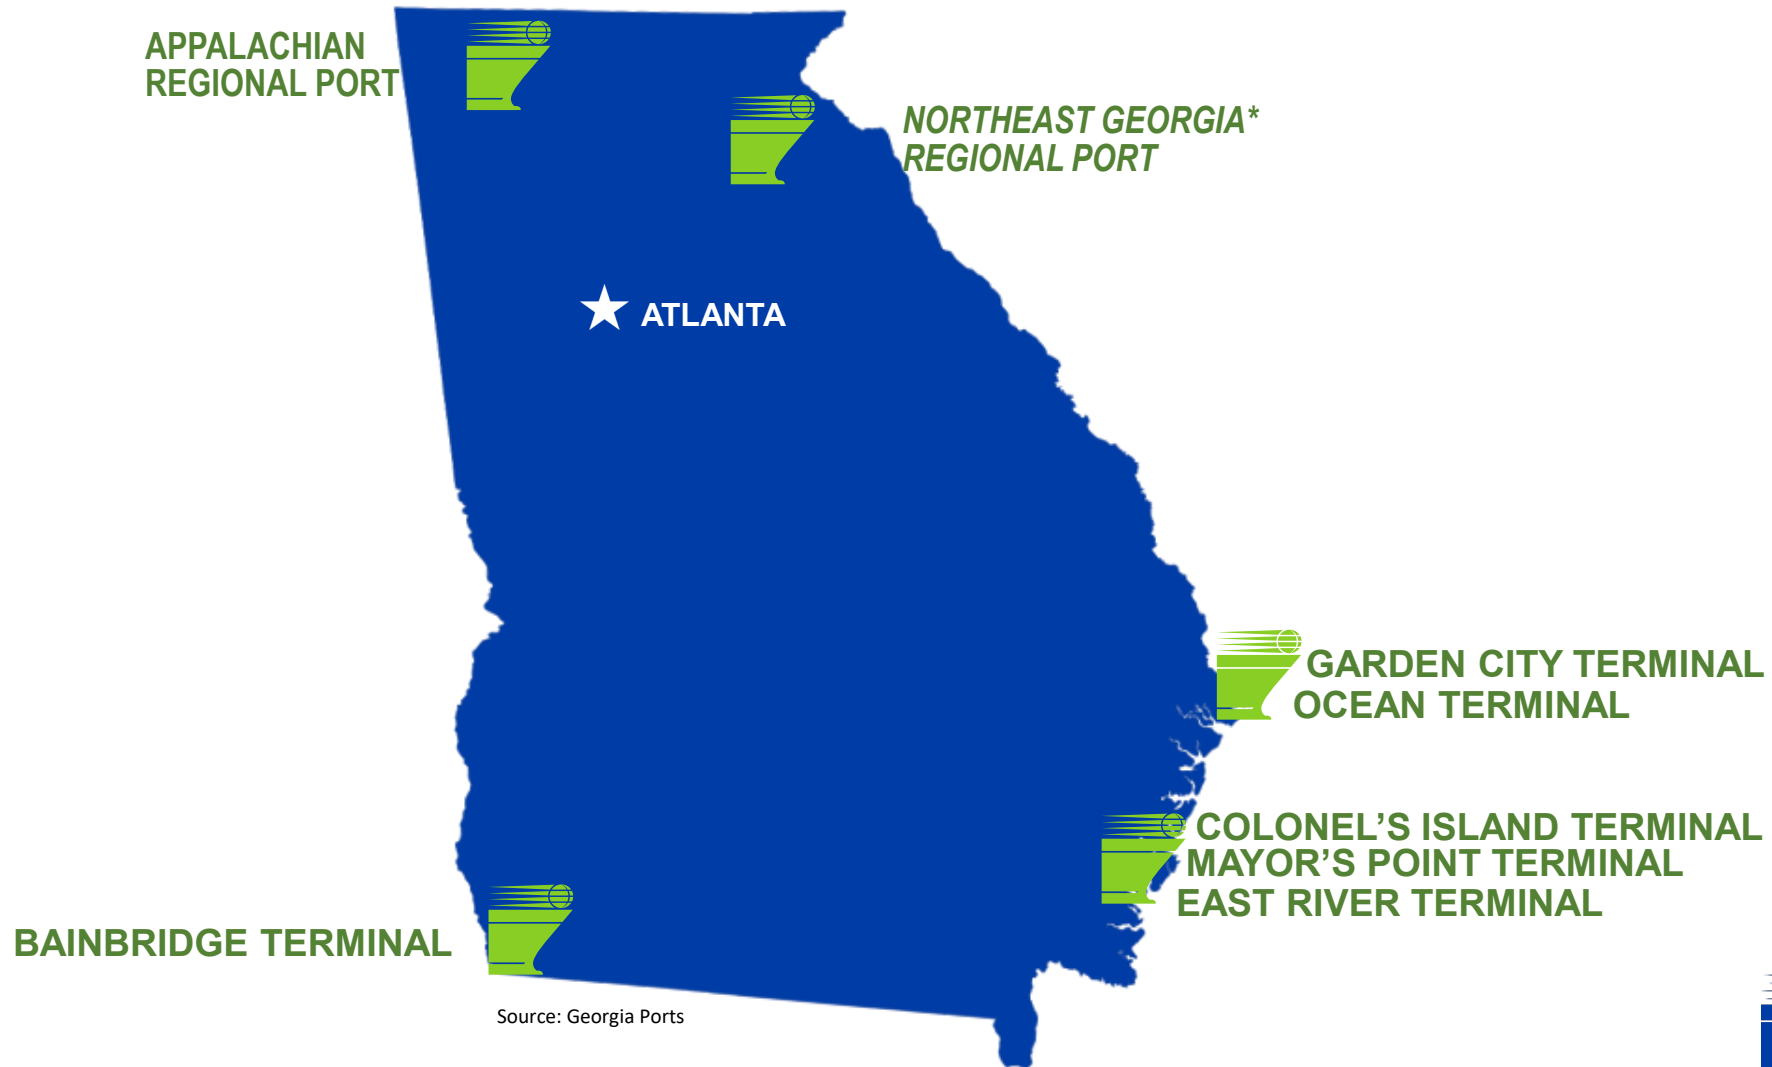 APPALACHIAN
REGIONAL PORT
NORTHEAST GEORGIA*
REGIONAL PORT
ATLANTA
GARDEN CITY TERMINAL
OCEAN TERMINAL
COLONEL’S ISLAND TERMINAL
MAYOR’S POINT TERMINAL
EAST RIVER TERMINAL
BAINBRIDGE TERMINAL
Source: Georgia Ports